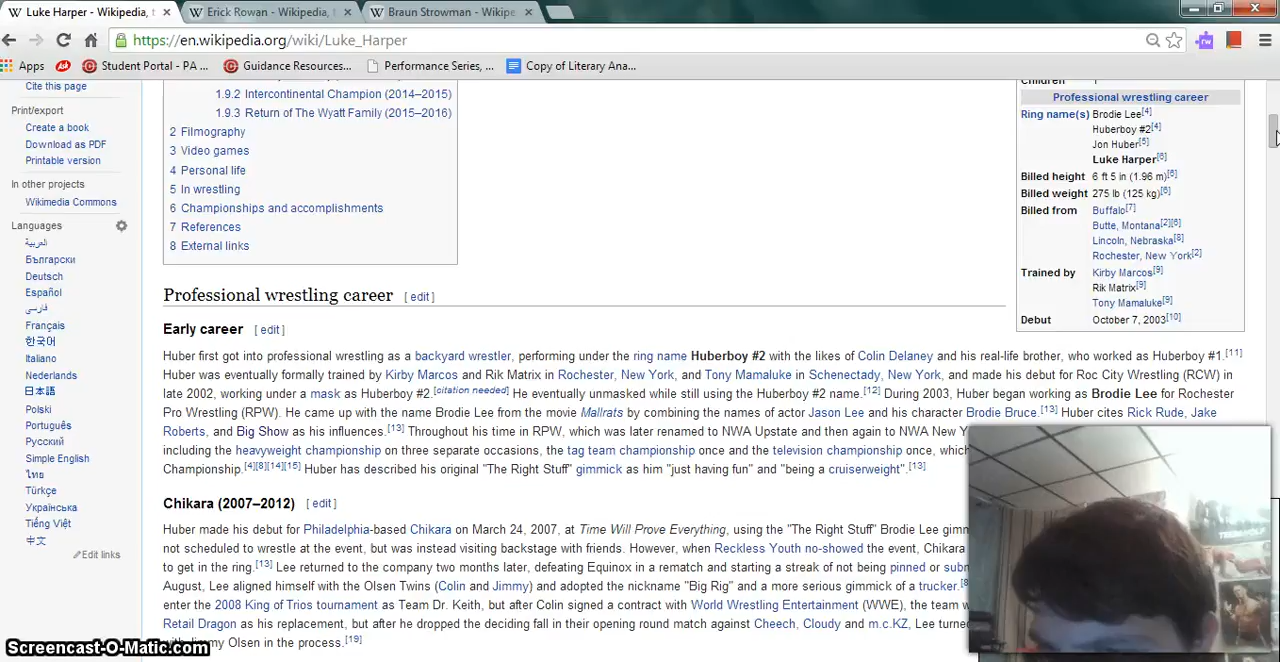 Luke Harper - Wikipedia, t
Erick Rowan - Wikipedia, t
Braun Strowman - Wikipe
https://en.wikipedia.org/wiki/Luke_Harper
Apps
Ask
Student Portal - PA ...
Guidance Resources...
Performance Series, ...
Copy of Literary Ana...
Cite this page
Print/export
Create a book
Download as PDF
Printable version
In other projects
Wikimedia Commons
Languages
العربية
Български
Deutsch
Español
فارسی
Français
한국어
Italiano
Nederlands
日本語
Polski
Português
Русский
Simple English
ไทย
Türkçe
Українська
Tiếng Việt
中文
Edit links
1.9.2 Intercontinental Champion (2014–2015)
1.9.3 Return of The Wyatt Family (2015–2016)
2 Filmography
3 Video games
4 Personal life
5 In wrestling
6 Championships and accomplishments
7 References
8 External links
Children 1
Professional wrestling career
Ring name(s) Brodie Lee[4]
Huberboy #2[4]
Jon Huber[5]
Luke Harper[6]
Billed height 6 ft 5 in (1.96 m)[6]
Billed weight 275 lb (125 kg)[6]
Billed from Buffalo[7]
Butte, Montana[2][6]
Lincoln, Nebraska[8]
Rochester, New York[2]
Trained by Kirby Marcos[9]
Rik Matrix[9]
Tony Mamaluke[9]
Debut October 7, 2003[10]
Professional wrestling career [ edit ]
Early career [ edit ]
Huber first got into professional wrestling as a backyard wrestler, performing under the ring name Huberboy #2 with the likes of Colin Delaney and his real-life brother, who worked as Huberboy #1.[11]
Huber was eventually formally trained by Kirby Marcos and Rik Matrix in Rochester, New York, and Tony Mamaluke in Schenectady, New York, and made his debut for Roc City Wrestling (RCW) in
late 2002, working under a mask as Huberboy #2.[citation needed] He eventually unmasked while still using the Huberboy #2 name.[12] During 2003, Huber began working as Brodie Lee for Rochester
Pro Wrestling (RPW). He came up with the name Brodie Lee from the movie Mallrats by combining the names of actor Jason Lee and his character Brodie Bruce.[13] Huber cites Rick Rude, Jake
Roberts, and Big Show as his influences.[13] Throughout his time in RPW, which was later renamed to NWA Upstate and then again to NWA New Y
including the heavyweight championship on three separate occasions, the tag team championship once and the television championship once, which
Championship.[4][8][14][15] Huber has described his original "The Right Stuff" gimmick as him "just having fun" and "being a cruiserweight".[13]
Chikara (2007–2012) [ edit ]
Huber made his debut for Philadelphia-based Chikara on March 24, 2007, at Time Will Prove Everything, using the "The Right Stuff" Brodie Lee gimm
not scheduled to wrestle at the event, but was instead visiting backstage with friends. However, when Reckless Youth no-showed the event, Chikara
to get in the ring.[13] Lee returned to the company two months later, defeating Equinox in a rematch and starting a streak of not being pinned or subm
August, Lee aligned himself with the Olsen Twins (Colin and Jimmy) and adopted the nickname "Big Rig" and a more serious gimmick of a trucker.[8
enter the 2008 King of Trios tournament as Team Dr. Keith, but after Colin signed a contract with World Wrestling Entertainment (WWE), the team w
Retail Dragon as his replacement, but after he dropped the deciding fall in their opening round match against Cheech, Cloudy and m.c.KZ, Lee turne
with Jimmy Olsen in the process.[19]
Screencast-O-Matic.com